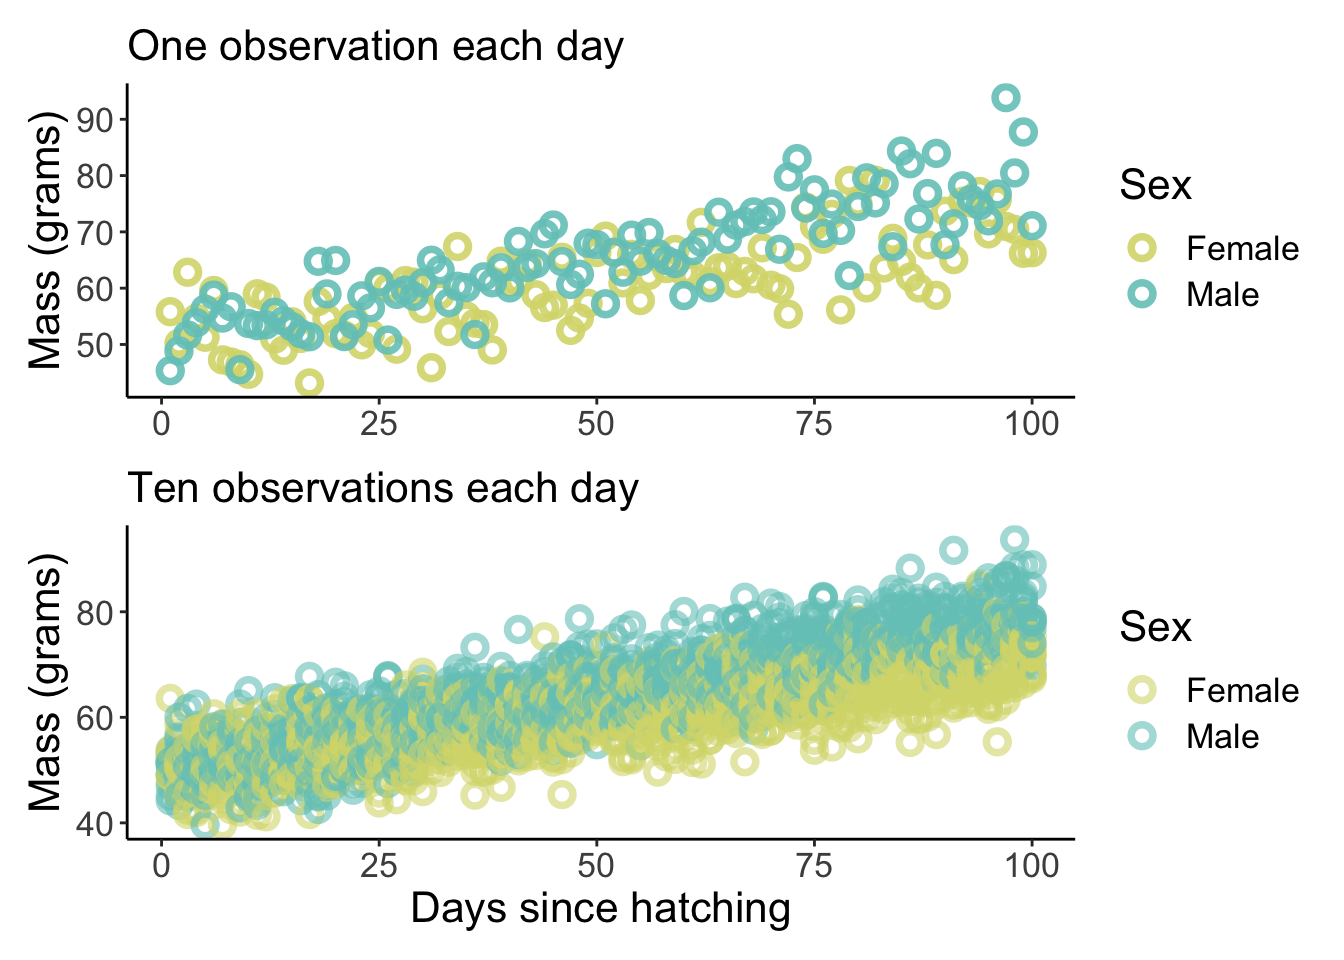 One observation each day
Mass (grams)
90
80
70
60
50
0 25 50 75 100
Sex
Female
Male
Ten observations each day
Mass (grams)
80
60
40
0 25 50 75 100
Days since hatching
Sex
Female
Male